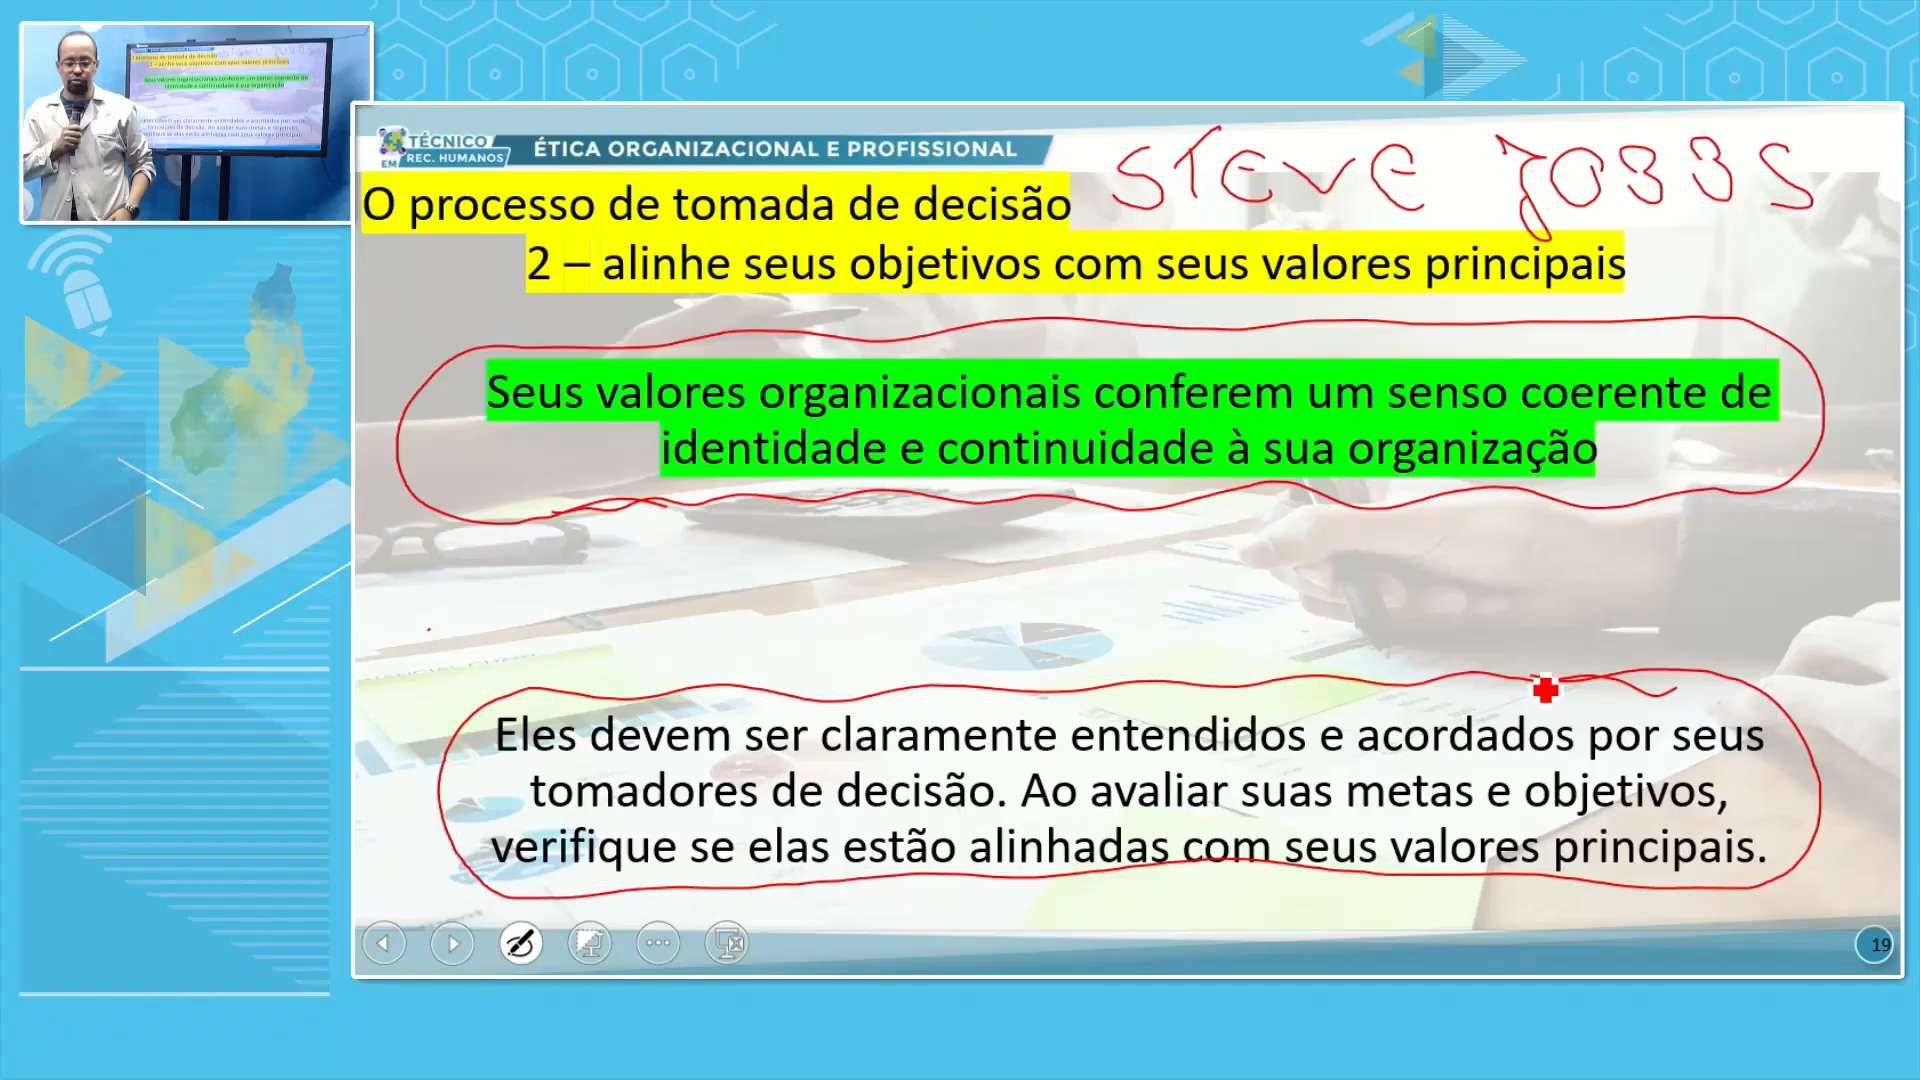 TÉCNICO
EM REC. HUMANOS
ÉTICA ORGANIZACIONAL E PROFISSIONAL
STEVE JOBBS
O processo de tomada de decisão
2 – alinhe seus objetivos com seus valores principais
Seus valores organizacionais conferem um senso coerente de
identidade e continuidade à sua organização
Eles devem ser claramente entendidos e acordados por seus
tomadores de decisão. Ao avaliar suas metas e objetivos,
verifique se elas estão alinhadas com seus valores principais.
19